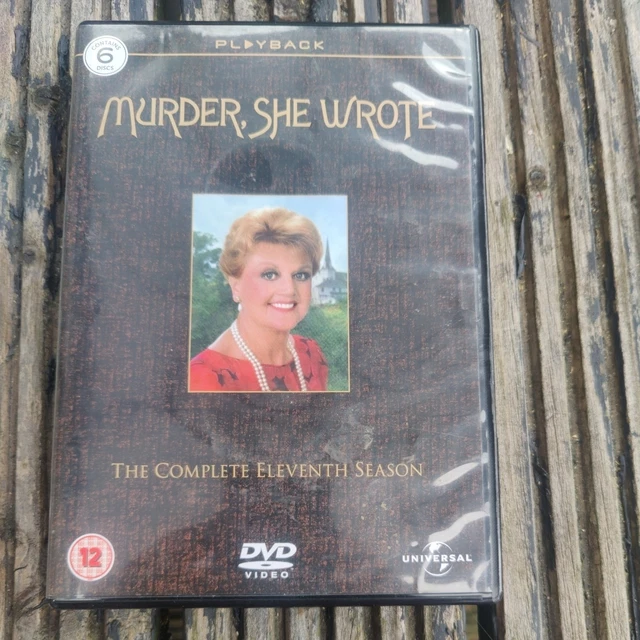 CONTAINS
6
DISCS
PLAYBACK
MURDER, SHE WROTE
THE COMPLETE ELEVENTH SEASON
12
DVD
VIDEO
UNIVERSAL